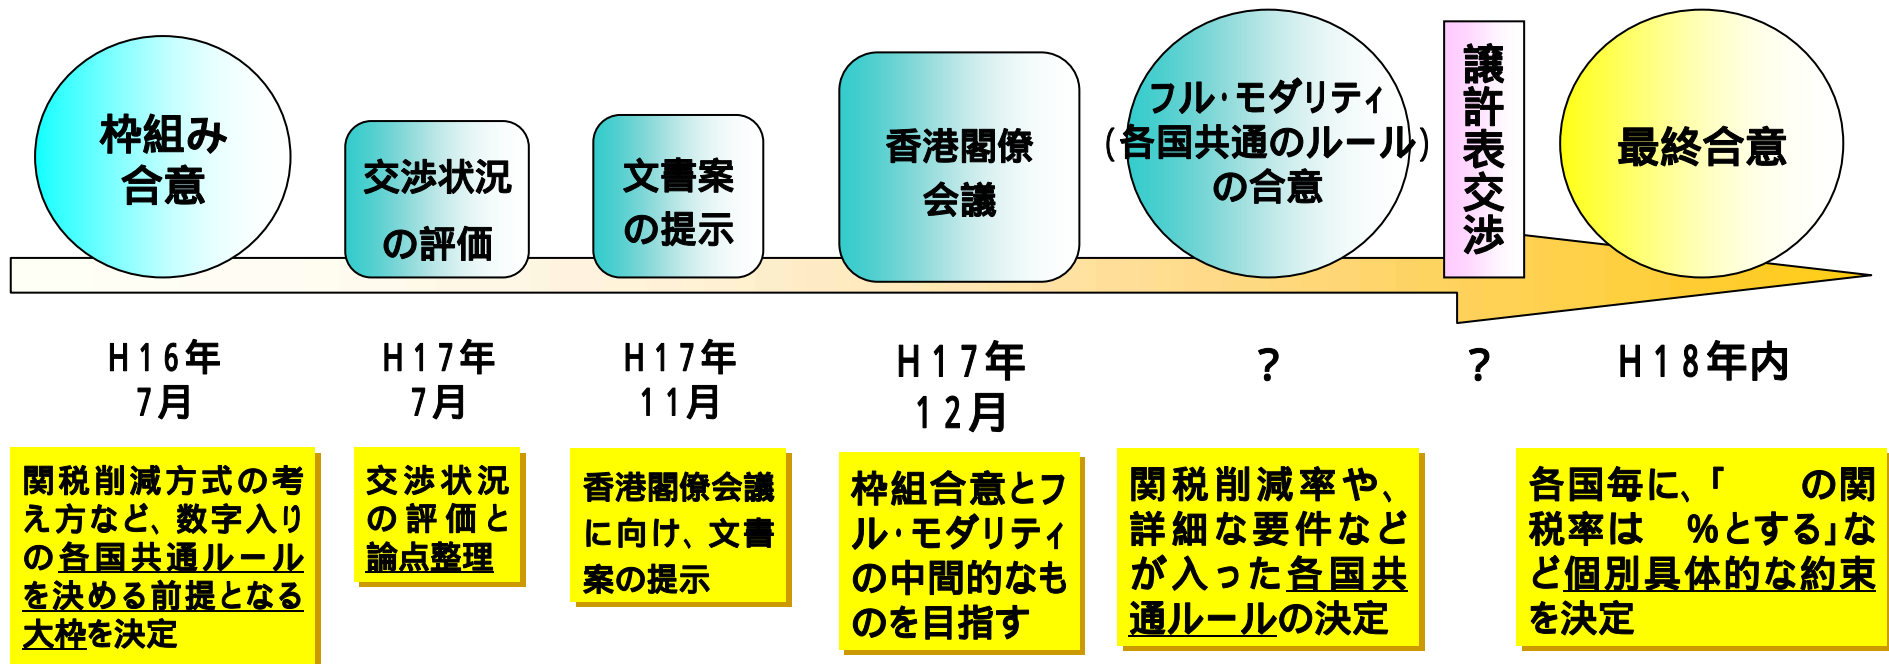 枠組み
合意
交渉状況
の評価
文書案
の提示
香港閣僚
会議
フル・モダリティ
(各国共通のルール)
の合意
譲許表交渉
最終合意
H16年
7月
H17年
7月
H17年
11月
H17年
12月
?
?
H18年内
関税削減方式の考
え方など、数字入り
の各国共通ルール
を決める前提となる
大枠を決定
交渉状況
の評価と
論点整理
香港閣僚会議
に向け、文書
案の提示
枠組合意とフ
ル・モダリティ
の中間的なも
のを目指す
関税削減率や、
詳細な要件など
が入った各国共
通ルールの決定
各国毎に、「　　の関
税率は　%とする」な
ど個別具体的な約束
を決定